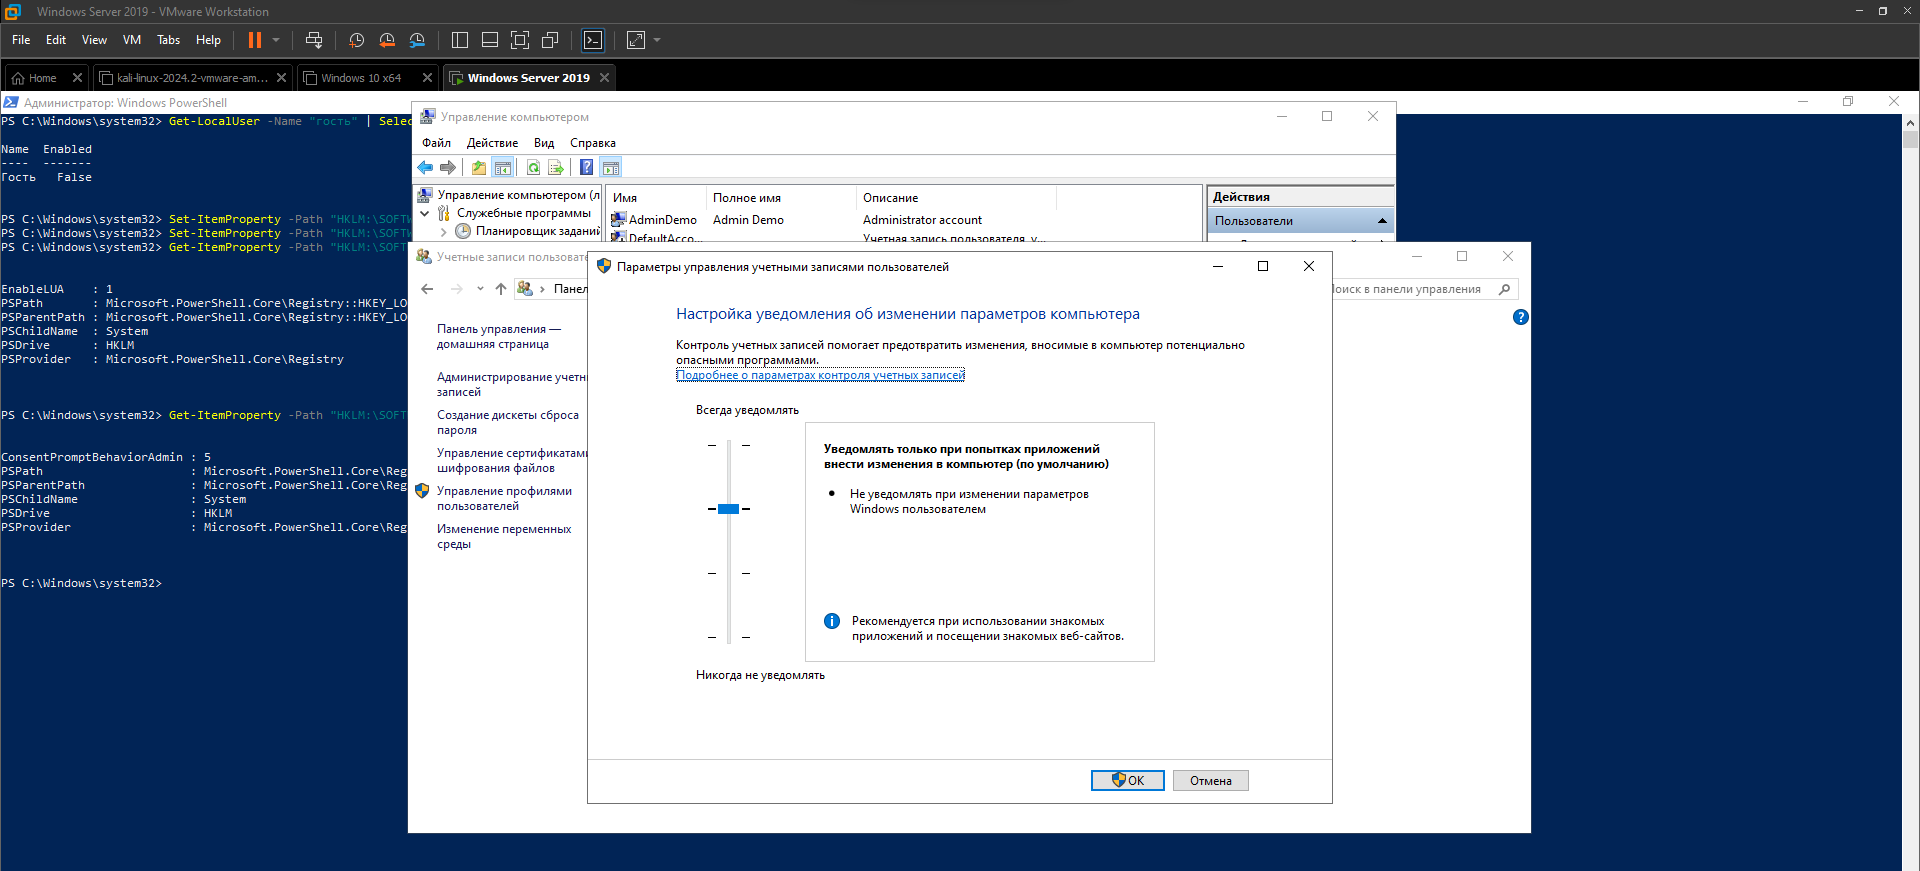 Windows Server 2019 - VMware Workstation
File Edit View VM Tabs Help
Home
kali-linux-2024.2-vmware-am...
Windows 10 x64
Windows Server 2019
Администратор: Windows PowerShell
PS C:\Windows\system32> Get-LocalUser -Name "гость" | Selec
Name Enabled
---- -------
Гость False
PS C:\Windows\system32> Set-ItemProperty -Path "HKLM:\SOFTW
PS C:\Windows\system32> Set-ItemProperty -Path "HKLM:\SOFTW
PS C:\Windows\system32> Get-ItemProperty -Path "HKLM:\SOFTW
EnableLUA : 1
PSPath : Microsoft.PowerShell.Core\Registry::HKEY_LO
PSParentPath : Microsoft.PowerShell.Core\Registry::HKEY_LO
PSChildName : System
PSDrive : HKLM
PSProvider : Microsoft.PowerShell.Core\Registry
PS C:\Windows\system32> Get-ItemProperty -Path "HKLM:\SOFT
ConsentPromptBehaviorAdmin : 5
PSPath : Microsoft.PowerShell.Core\Reg
PSParentPath : Microsoft.PowerShell.Core\Reg
PSChildName : System
PSDrive : HKLM
PSProvider : Microsoft.PowerShell.Core\Reg
PS C:\Windows\system32>
Управление компьютером
Файл Действие Вид Справка
Управление компьютером (л
Служебные программы
Планировщик заданий
Имя Полное имя Описание
AdminDemo Admin Demo Administrator account
DefaultAcco... Учетная запись пользователя, у...
Действия
Пользователи
Учетные записи пользовате
Панел
Поиск в панели управления
Панель управления —
домашняя страница
Администрирование учетн
записей
Создание дискеты сброса
пароля
Управление сертификатами
шифрования файлов
Управление профилями
пользователей
Изменение переменных
среды
Параметры управления учетными записями пользователей
Настройка уведомления об изменении параметров компьютера
Контроль учетных записей помогает предотвратить изменения, вносимые в компьютер потенциально
опасными программами.
Подробнее о параметрах контроля учетных записей
Всегда уведомлять
Уведомлять только при попытках приложений
внести изменения в компьютер (по умолчанию)
• Не уведомлять при изменении параметров
Windows пользователем
Рекомендуется при использовании знакомых
приложений и посещении знакомых веб-сайтов.
Никогда не уведомлять
OK
Отмена